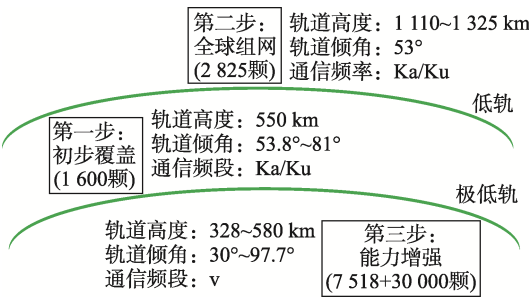 第二步：
全球组网
(2 825颗)
轨道高度：1 110~1 325 km
轨道倾角：53°
通信频率：Ka/Ku
低轨
第一步：
初步覆盖
(1 600颗)
轨道高度：550 km
轨道倾角：53.8°~81°
通信频段：Ka/Ku
极低轨
轨道高度：328~580 km
轨道倾角：30°~97.7°
通信频段：v
第三步：
能力增强
(7 518+30 000颗)